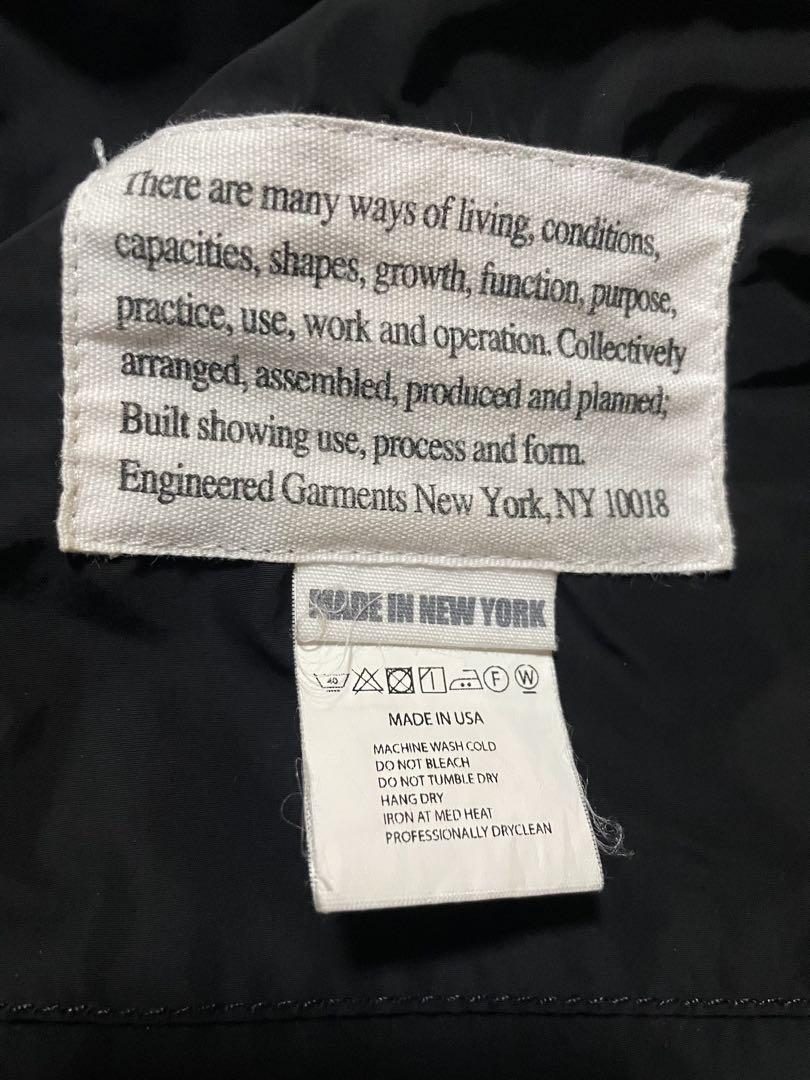 There are many ways of living, conditions,
capacities, shapes, growth, function, purpose,
practice, use, work and operation. Collectively
arranged, assembled, produced and planned;
Built showing use, process and form.
Engineered Garments New York, NY 10018
MADE IN NEW YORK
40 F W
MADE IN USA
MACHINE WASH COLD
DO NOT BLEACH
DO NOT TUMBLE DRY
HANG DRY
IRON AT MED HEAT
PROFESSIONALLY DRYCLEAN